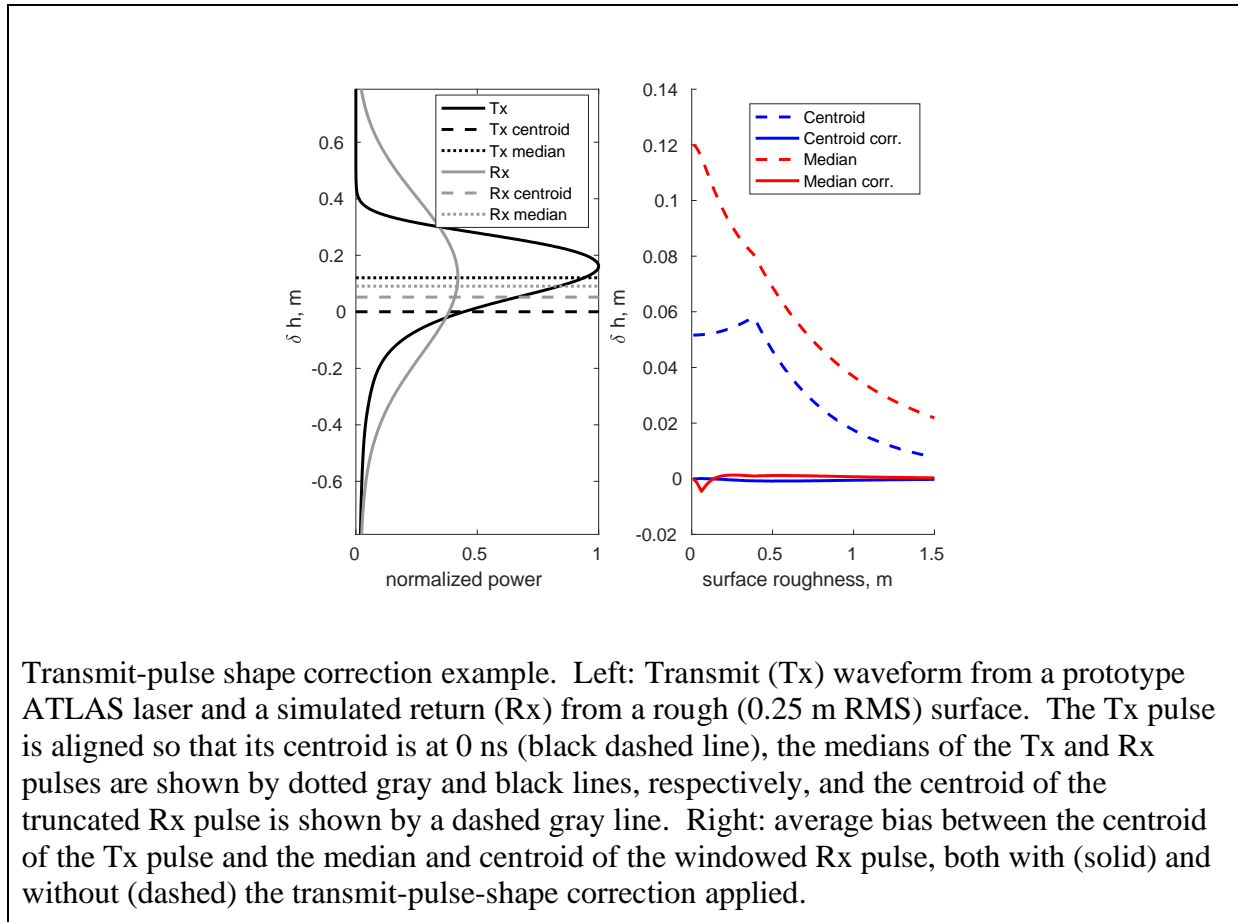 0.6
0.4
0.2
0
-0.2
-0.4
-0.6
δ h, m
0
0.5
1
normalized power
Tx
Tx centroid
Tx median
Rx
Rx centroid
Rx median
0.14
0.12
0.1
0.08
0.06
0.04
0.02
0
-0.02
δ h, m
0
0.5
1
1.5
surface roughness, m
Centroid
Centroid corr.
Median
Median corr.
Transmit-pulse shape correction example.  Left: Transmit (Tx) waveform from a prototype
ATLAS laser and a simulated return (Rx) from a rough (0.25 m RMS) surface.  The Tx pulse
is aligned so that its centroid is at 0 ns (black dashed line), the medians of the Tx and Rx
pulses are shown by dotted gray and black lines, respectively, and the centroid of the
truncated Rx pulse is shown by a dashed gray line.  Right: average bias between the centroid
of the Tx pulse and the median and centroid of the windowed Rx pulse, both with (solid) and
without (dashed) the transmit-pulse-shape correction applied.